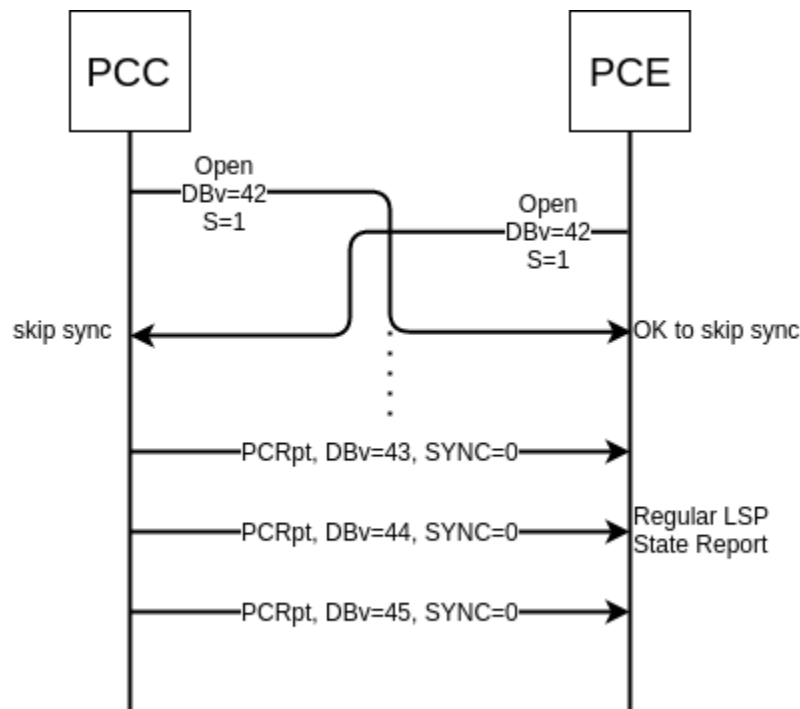 PCC
PCE
Open
DBv=42
S=1
Open
DBv=42
S=1
skip sync
OK to skip sync
PCRpt, DBv=43, SYNC=0
PCRpt, DBv=44, SYNC=0
Regular LSP
State Report
PCRpt, DBv=45, SYNC=0